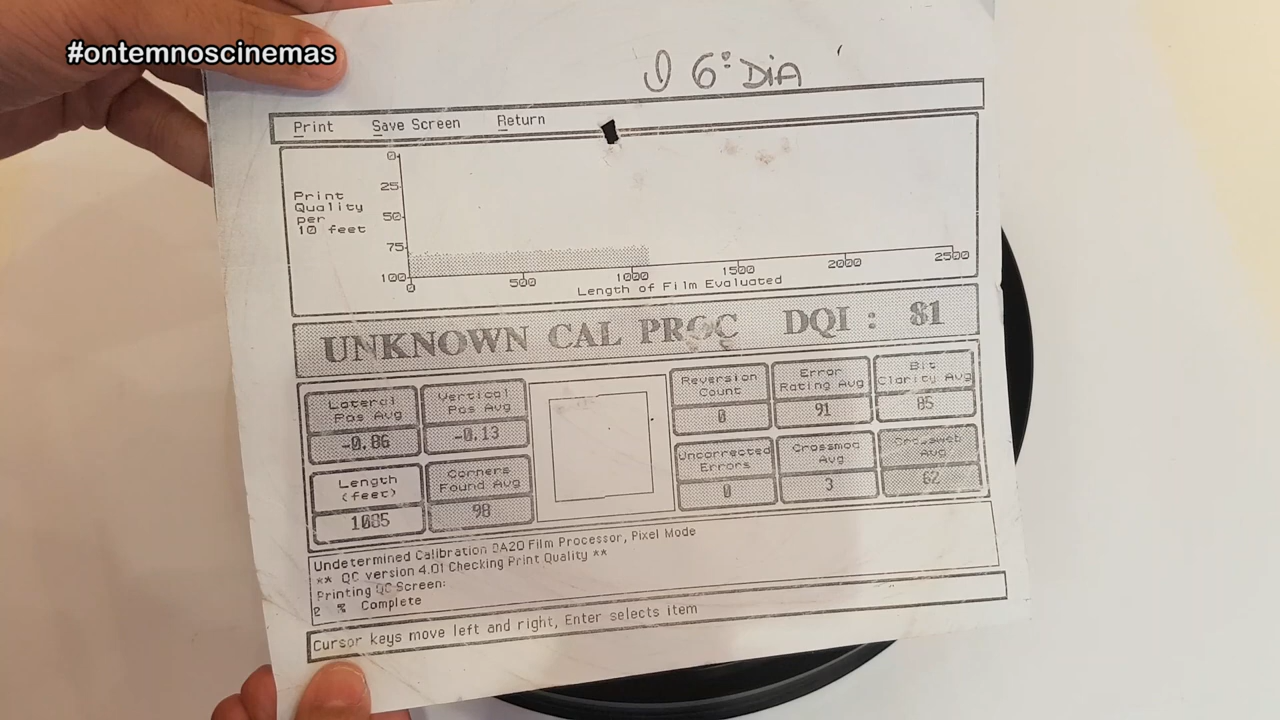 #ontemnoscinemas
O 6º DiA
Print Save Screen Return
Print Quality per 10 feet
0
25
50
75
100
0 500 1000 1500 2000 2500
Length of Film Evaluated
UNKNOWN CAL PROC DQI : 81
Lateral Pos Avg
-0.86
Vertical Pos Avg
-0.13
Length (feet)
1085
Corners Found Avg
98
Reversion Count
0
Error Rating Avg
91
Bit Clarity Avg
85
Uncorrected Errors
0
Crossmod Avg
3
Crossweb Avg
62
Undetermined Calibration DA20 Film Processor, Pixel Mode
** QC version 4.01 Checking Print Quality **
Printing QC Screen:
2 % Complete
Cursor keys move left and right, Enter selects item